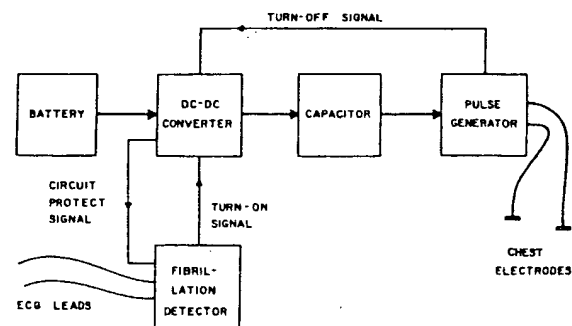 TURN-OFF SIGNAL
BATTERY
DC-DC
CONVERTER
CAPACITOR
PULSE
GENERATOR
CIRCUIT
PROTECT
SIGNAL
TURN-ON
SIGNAL
CHEST
ELECTRODES
FIBRIL-
LATION
DETECTOR
ECG LEADS